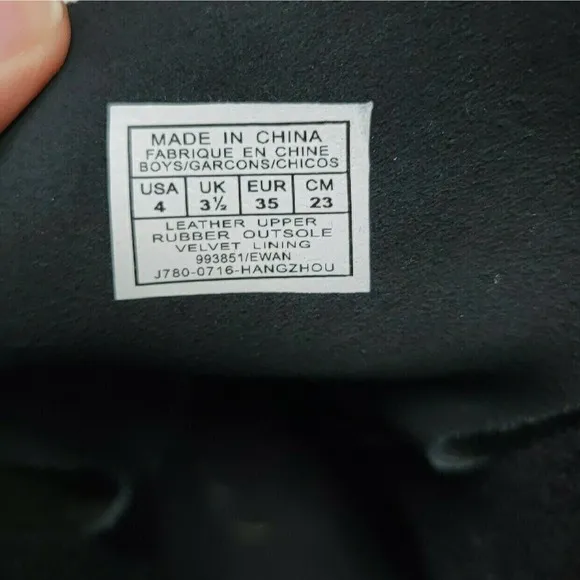 MADE IN CHINA
FABRIQUE EN CHINE
BOYS/GARCONS/CHICOS
USA UK EUR CM
4 3½ 35 23
LEATHER UPPER
RUBBER OUTSOLE
VELVET LINING
993851/EWAN
J780-0716-HANGZHOU